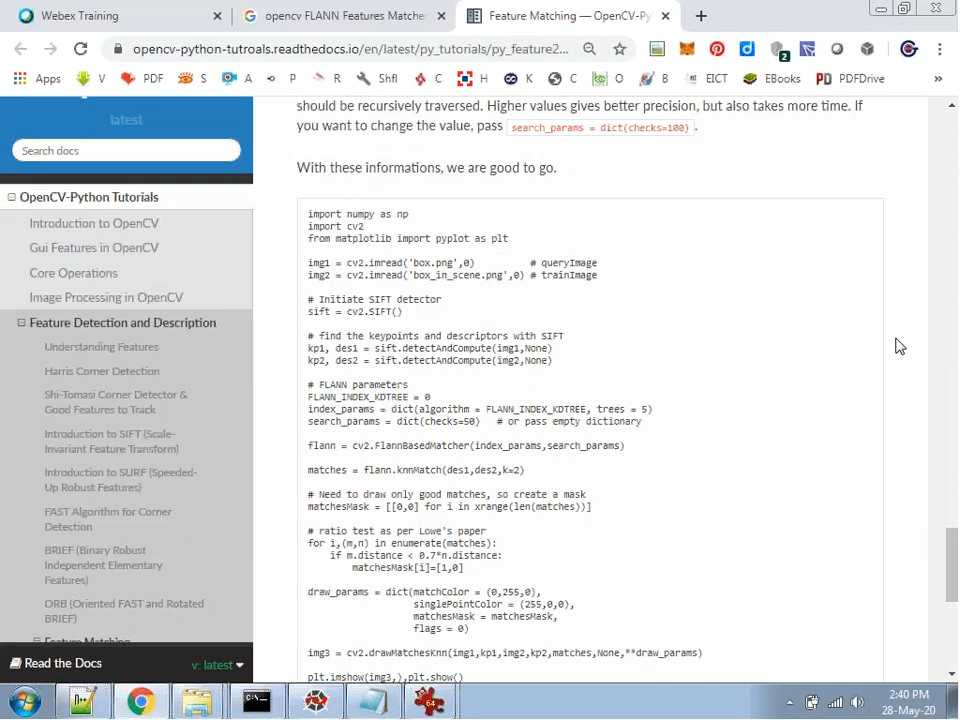 Webex Training
opencv FLANN Features Matche
Feature Matching — OpenCV-P
opencv-python-tutroals.readthedocs.io/en/latest/py_tutorials/py_feature2...
Apps V PDF S A P R Shfl C H K C O B EICT EBooks PDFDrive »
latest
Search docs
OpenCV-Python Tutorials
Introduction to OpenCV
Gui Features in OpenCV
Core Operations
Image Processing in OpenCV
Feature Detection and Description
Understanding Features
Harris Corner Detection
Shi-Tomasi Corner Detector &
Good Features to Track
Introduction to SIFT (Scale-
Invariant Feature Transform)
Introduction to SURF (Speeded-
Up Robust Features)
FAST Algorithm for Corner
Detection
BRIEF (Binary Robust
Independent Elementary
Features)
ORB (Oriented FAST and Rotated
BRIEF)
Feature Matching
Read the Docs
v: latest
should be recursively traversed. Higher values gives better precision, but also takes more time. If
you want to change the value, pass search_params = dict(checks=100) .
With these informations, we are good to go.
import numpy as np
import cv2
from matplotlib import pyplot as plt
img1 = cv2.imread('box.png',0) # queryImage
img2 = cv2.imread('box_in_scene.png',0) # trainImage
# Initiate SIFT detector
sift = cv2.SIFT()
# find the keypoints and descriptors with SIFT
kp1, des1 = sift.detectAndCompute(img1,None)
kp2, des2 = sift.detectAndCompute(img2,None)
# FLANN parameters
FLANN_INDEX_KDTREE = 0
index_params = dict(algorithm = FLANN_INDEX_KDTREE, trees = 5)
search_params = dict(checks=50) # or pass empty dictionary
flann = cv2.FlannBasedMatcher(index_params,search_params)
matches = flann.knnMatch(des1,des2,k=2)
# Need to draw only good matches, so create a mask
matchesMask = [[0,0] for i in xrange(len(matches))]
# ratio test as per Lowe's paper
for i,(m,n) in enumerate(matches):
if m.distance < 0.7*n.distance:
matchesMask[i]=[1,0]
draw_params = dict(matchColor = (0,255,0),
singlePointColor = (255,0,0),
matchesMask = matchesMask,
flags = 0)
img3 = cv2.drawMatchesKnn(img1,kp1,img2,kp2,matches,None,**draw_params)
plt.imshow(img3,),plt.show()
2:40 PM
28-May-20